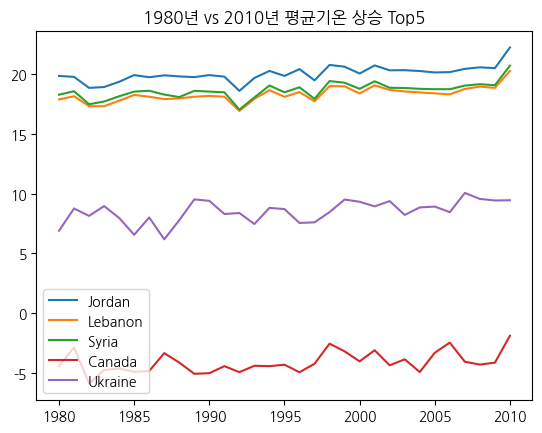 1980년 vs 2010년 평균기온 상승 Top5
20
15
10
5
0
-5
Jordan
Lebanon
Syria
Canada
Ukraine
1980 1985 1990 1995 2000 2005 2010